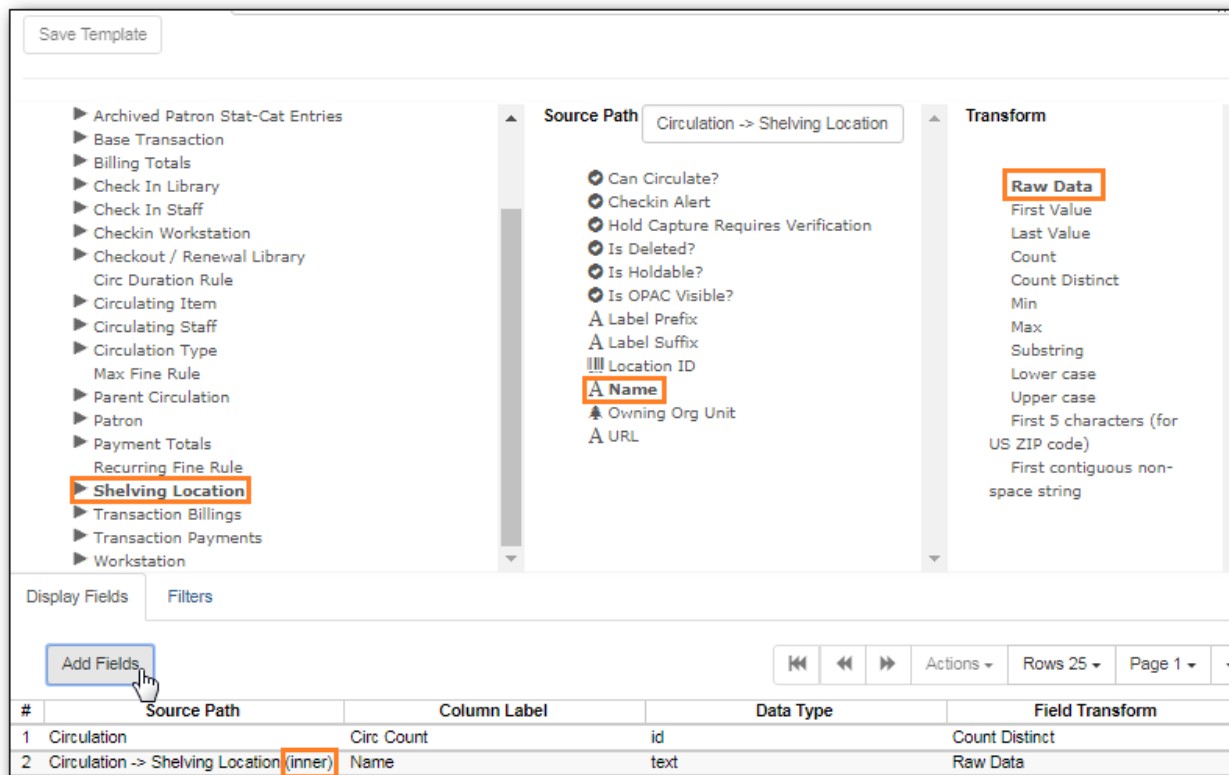 Save Template
Archived Patron Stat-Cat Entries
Base Transaction
Billing Totals
Check In Library
Check In Staff
Checkin Workstation
Checkout / Renewal Library
Circ Duration Rule
Circulating Item
Circulating Staff
Circulation Type
Max Fine Rule
Parent Circulation
Patron
Payment Totals
Recurring Fine Rule
Shelving Location
Transaction Billings
Transaction Payments
Workstation
Source Path
Circulation -> Shelving Location
Can Circulate?
Checkin Alert
Hold Capture Requires Verification
Is Deleted?
Is Holdable?
Is OPAC Visible?
A Label Prefix
A Label Suffix
Location ID
A Name
Owning Org Unit
A URL
Transform
Raw Data
First Value
Last Value
Count
Count Distinct
Min
Max
Substring
Lower case
Upper case
First 5 characters (for
US ZIP code)
First contiguous non-
space string
Display Fields Filters
Add Fields Actions Rows 25 Page 1
# Source Path Column Label Data Type Field Transform
1 Circulation Circ Count id Count Distinct
2 Circulation -> Shelving Location (inner) Name text Raw Data